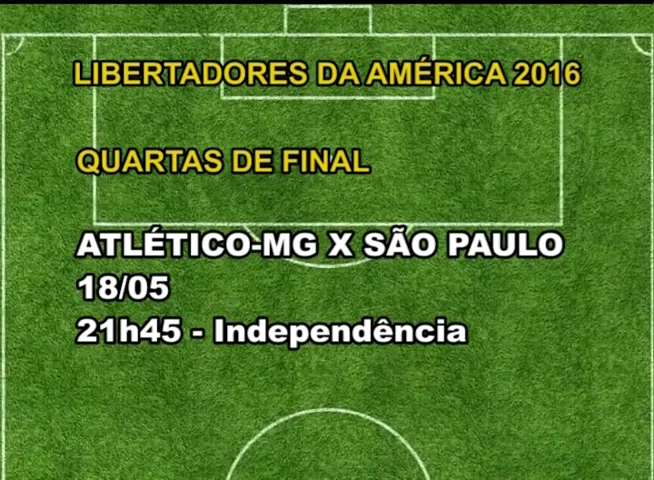 LIBERTADORES DA AMÉRICA 2016
QUARTAS DE FINAL
ATLÉTICO-MG X SÃO PAULO
18/05
21h45 - Independência